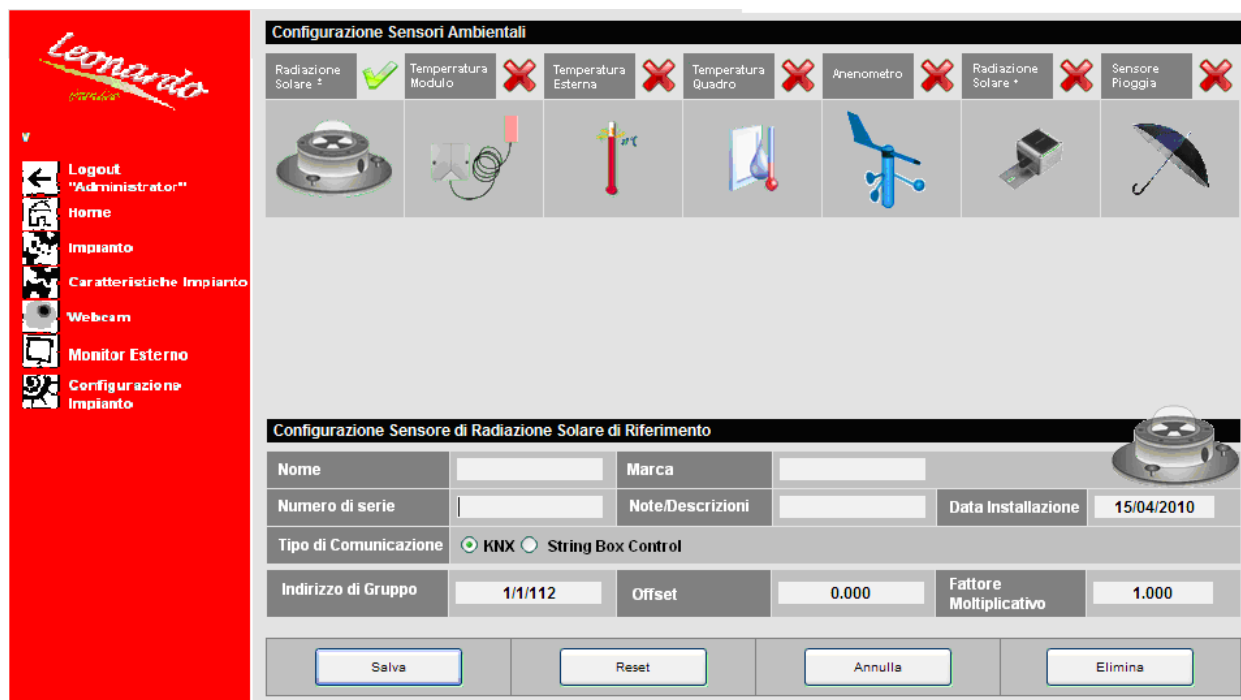 Leonardo
v
Logout
"Administrator"
Home
Impianto
Caratteristiche Impianto
Webcam
Monitor Esterno
Configurazione
Impianto
Configurazione Sensori Ambientali
Radiazione
Solare ±
Temperratura
Modulo
Temperatura
Esterna
Temperatura
Quadro
Anenometro
Radiazione
Solare *
Sensore
Pioggia
Configurazione Sensore di Radiazione Solare di Riferimento
Nome
Marca
Numero di serie
Note/Descrizioni
Data Installazione
15/04/2010
Tipo di Comunicazione
KNX
String Box Control
Indirizzo di Gruppo
1/1/112
Offset
0.000
Fattore
Moltiplicativo
1.000
Salva
Reset
Annulla
Elimina